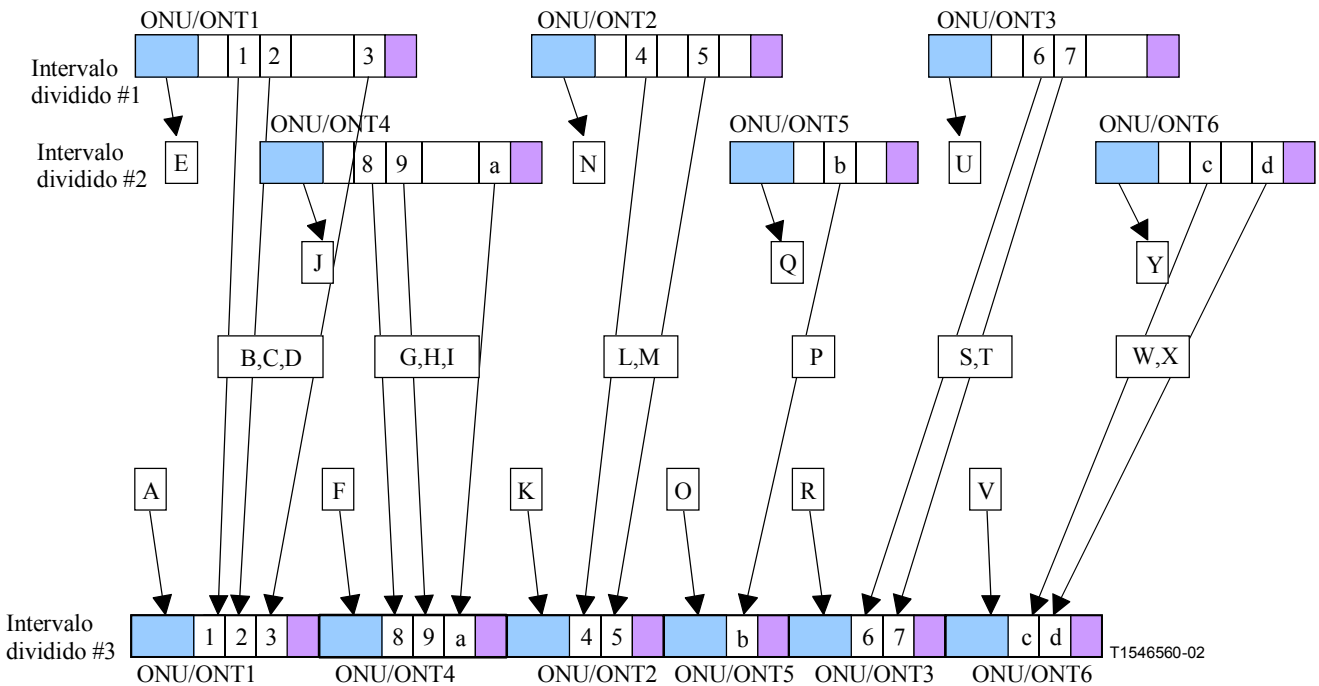 ONU/ONT1 ONU/ONT2 ONU/ONT3
Intervalo
dividido #1
1 2 3 4 5 6 7
ONU/ONT4 ONU/ONT5 ONU/ONT6
Intervalo
dividido #2
E 8 9 a N b U c d
J Q Y
B,C,D G,H,I L,M P S,T W,X
A F K O R V
Intervalo
dividido #3
1 2 3 8 9 a 4 5 b 6 7 c d
T1546560-02
ONU/ONT1 ONU/ONT4 ONU/ONT2 ONU/ONT5 ONU/ONT3 ONU/ONT6